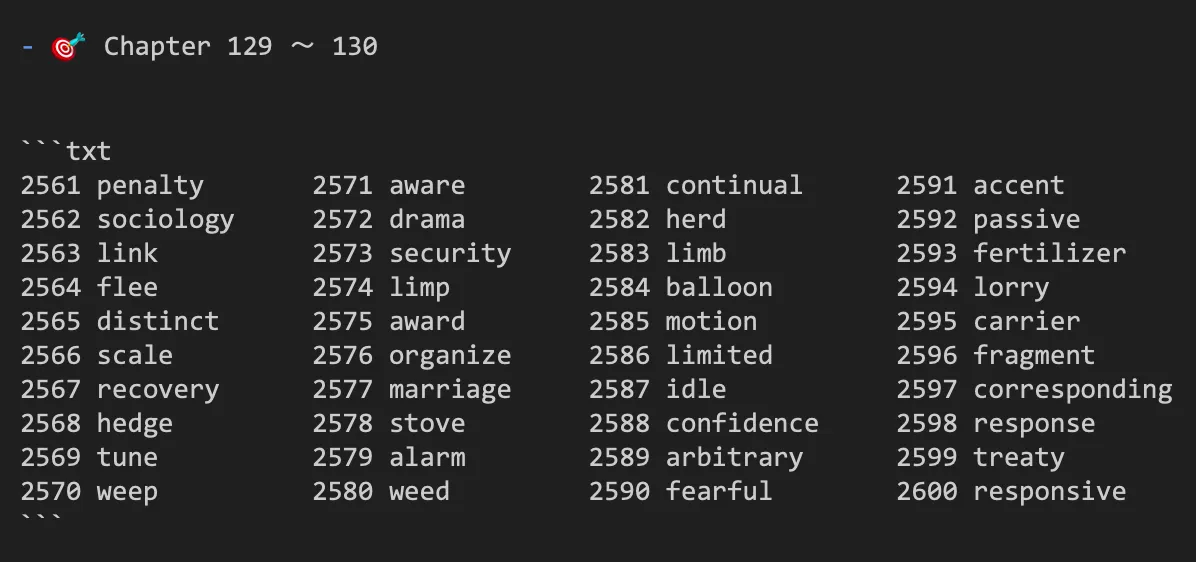 - 🎯 Chapter 129 ～ 130
```txt
2561 penalty       2571 aware        2581 continual     2591 accent
2562 sociology     2572 drama        2582 herd          2592 passive
2563 link          2573 security     2583 limb          2593 fertilizer
2564 flee          2574 limp         2584 balloon       2594 lorry
2565 distinct      2575 award        2585 motion        2595 carrier
2566 scale         2576 organize     2586 limited       2596 fragment
2567 recovery      2577 marriage     2587 idle          2597 corresponding
2568 hedge         2578 stove        2588 confidence    2598 response
2569 tune          2579 alarm        2589 arbitrary     2599 treaty
2570 weep          2580 weed         2590 fearful       2600 responsive
```